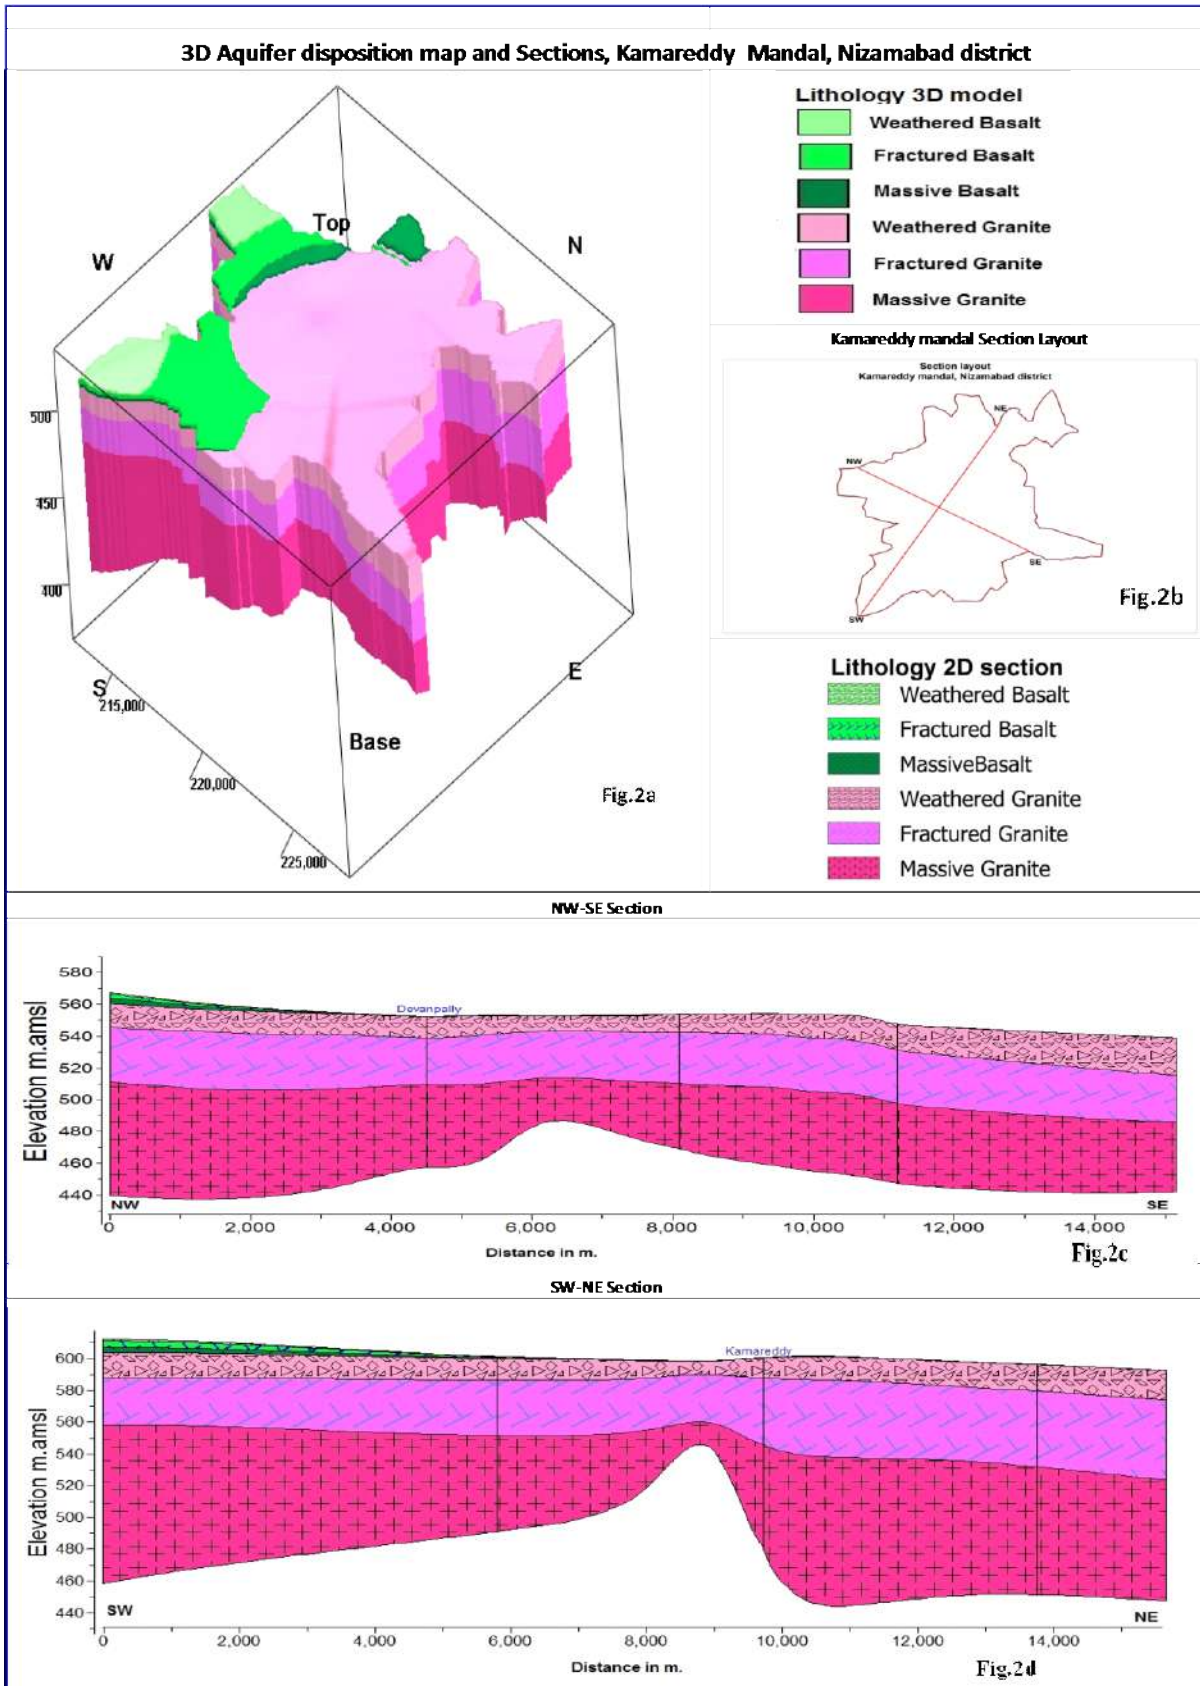 3D Aquifer disposition map and Sections, Kamareddy Mandal, Nizamabad district
W
Top
N
500
450
400
S
E
215,000
220,000
225,000
Base
Fig.2a
Lithology 3D model
Weathered Basalt
Fractured Basalt
Massive Basalt
Weathered Granite
Fractured Granite
Massive Granite
Kamareddy mandal Section Layout
Section layout
Kamareddy mandal, Nizamabad district
NE
NW
SE
SW
Fig.2b
Lithology 2D section
Weathered Basalt
Fractured Basalt
MassiveBasalt
Weathered Granite
Fractured Granite
Massive Granite
NW-SE Section
Elevation m.amsl
580
560
540
520
500
480
460
440
Devanpally
NW
SE
0 2,000 4,000 6,000 8,000 10,000 12,000 14,000
Distance in m.
Fig.2c
SW-NE Section
Elevation m.amsl
600
580
560
540
520
500
480
460
440
Kamareddy
SW
NE
0 2,000 4,000 6,000 8,000 10,000 12,000 14,000
Distance in m.
Fig.2d